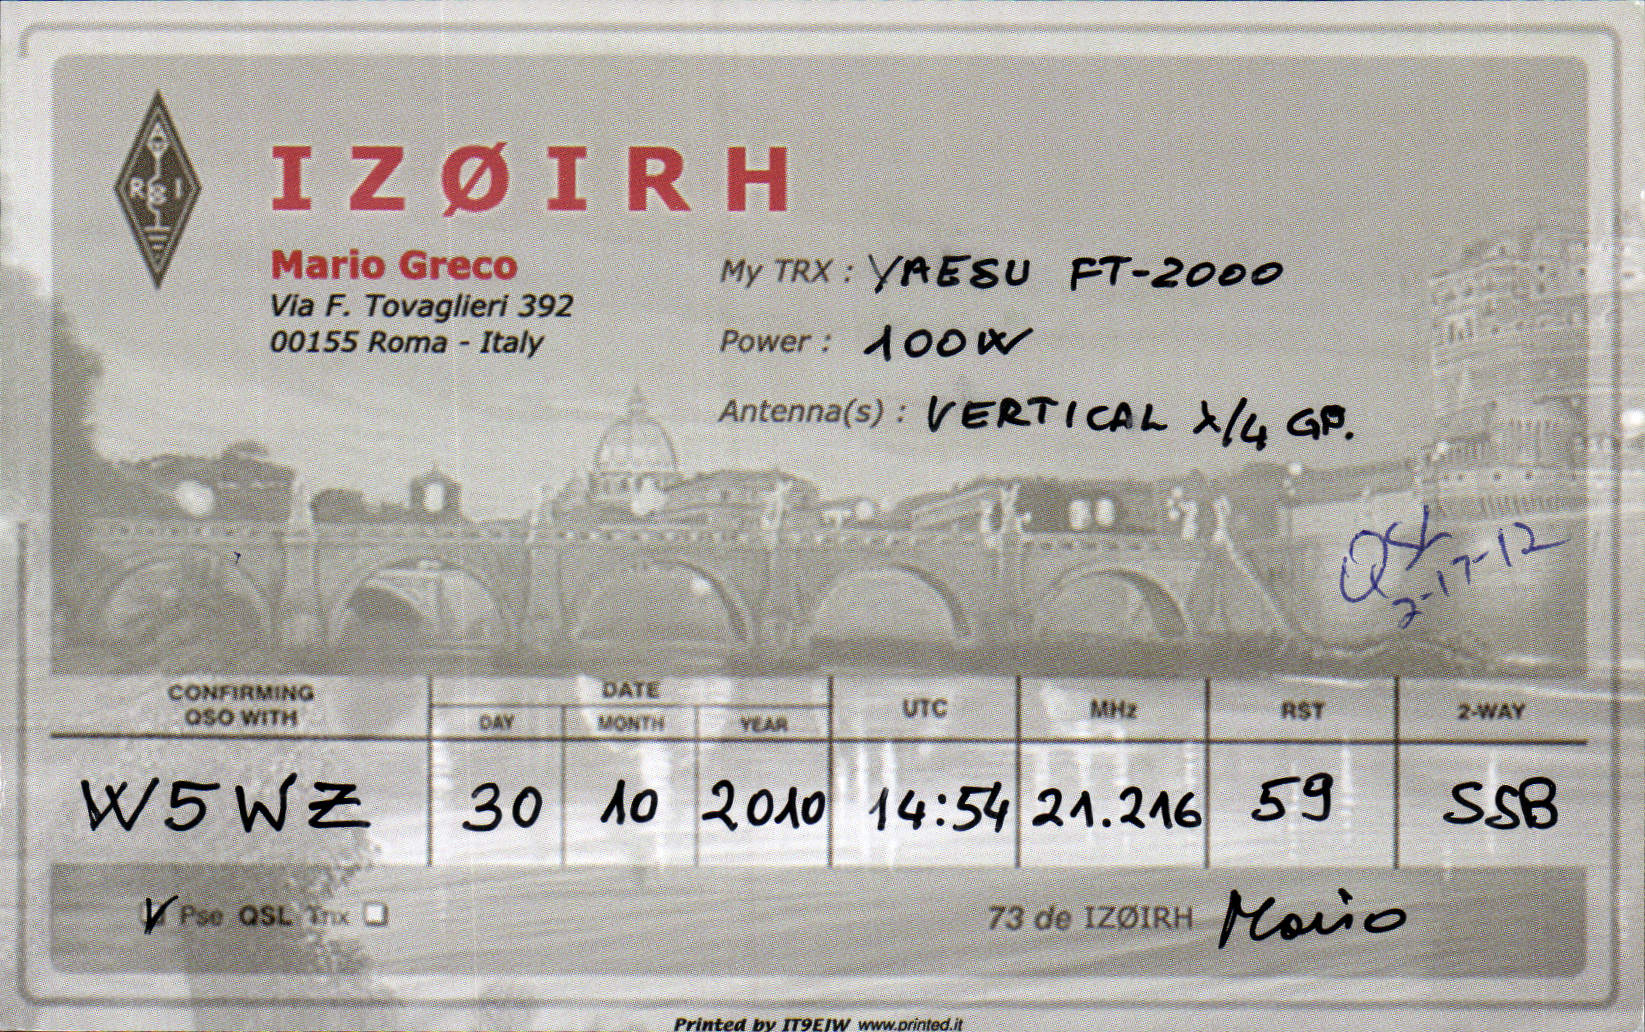 A
R I
IZØIRH
Mario Greco
Via F. Tovaglieri 392
00155 Roma - Italy
My TRX : YAESU FT-2000
Power : 100W
Antenna(s) : VERTICAL λ/4 GP.
QSL
2-17-12
CONFIRMING QSO WITH
DATE
DAY MONTH YEAR
UTC MHz RST 2-WAY
W5WZ 30 10 2010 14:54 21.216 59 SSB
Pse QSL Tnx
73 de IZØIRH Mario
Printed by IT9EJW www.printed.it